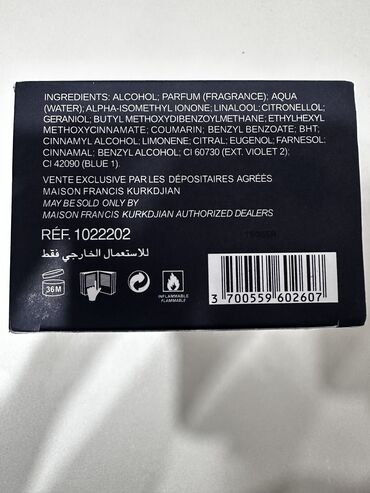 INGREDIENTS: ALCOHOL; PARFUM (FRAGRANCE); AQUA
(WATER); ALPHA-ISOMETHYL IONONE; LINALOOL; CITRONELLOL;
GERANIOL; BUTYL METHOXYDIBENZOYLMETHANE; ETHYLHEXYL
METHOXYCINNAMATE; COUMARIN; BENZYL BENZOATE; BHT;
CINNAMYL ALCOHOL; LIMONENE; CITRAL; EUGENOL; FARNESOL;
CINNAMAL; BENZYL ALCOHOL; CI 60730 (EXT. VIOLET 2);
CI 42090 (BLUE 1).
VENTE EXCLUSIVE PAR LES DÉPOSITAIRES AGRÉÉS
MAISON FRANCIS KURKDJIAN
MAY BE SOLD ONLY BY
MAISON FRANCIS KURKDJIAN AUTHORIZED DEALERS
RÉF. 1022202
للاستعمال الخارجي فقط
36M
INFLAMMABLE
FLAMMABLE
3 700559 602607